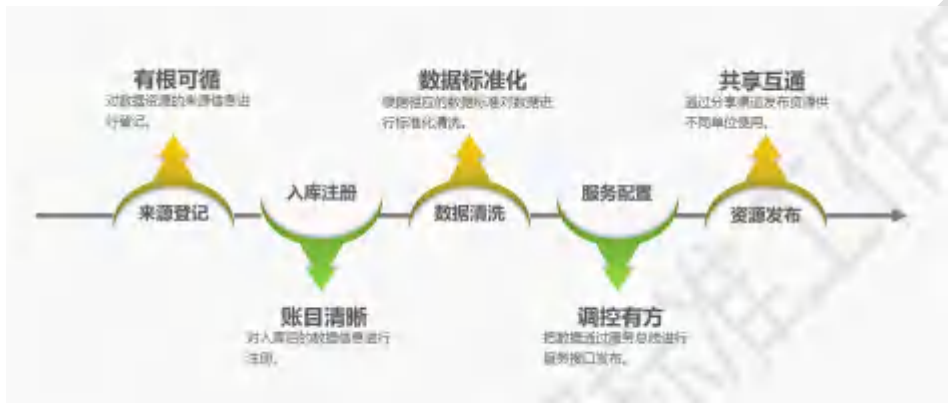 有根可循
对数据资源的来源信息进
行登记。
数据标准化
根据相应的数据标准对数据进
行标准化清洗。
共享互通
通过分享渠道发布资源供
不同单位使用。
来源登记
入库注册
数据清洗
服务配置
资源发布
账目清晰
对入库后的数据信息进行
注册。
调控有方
把数据通过服务总线进行
服务接口发布。